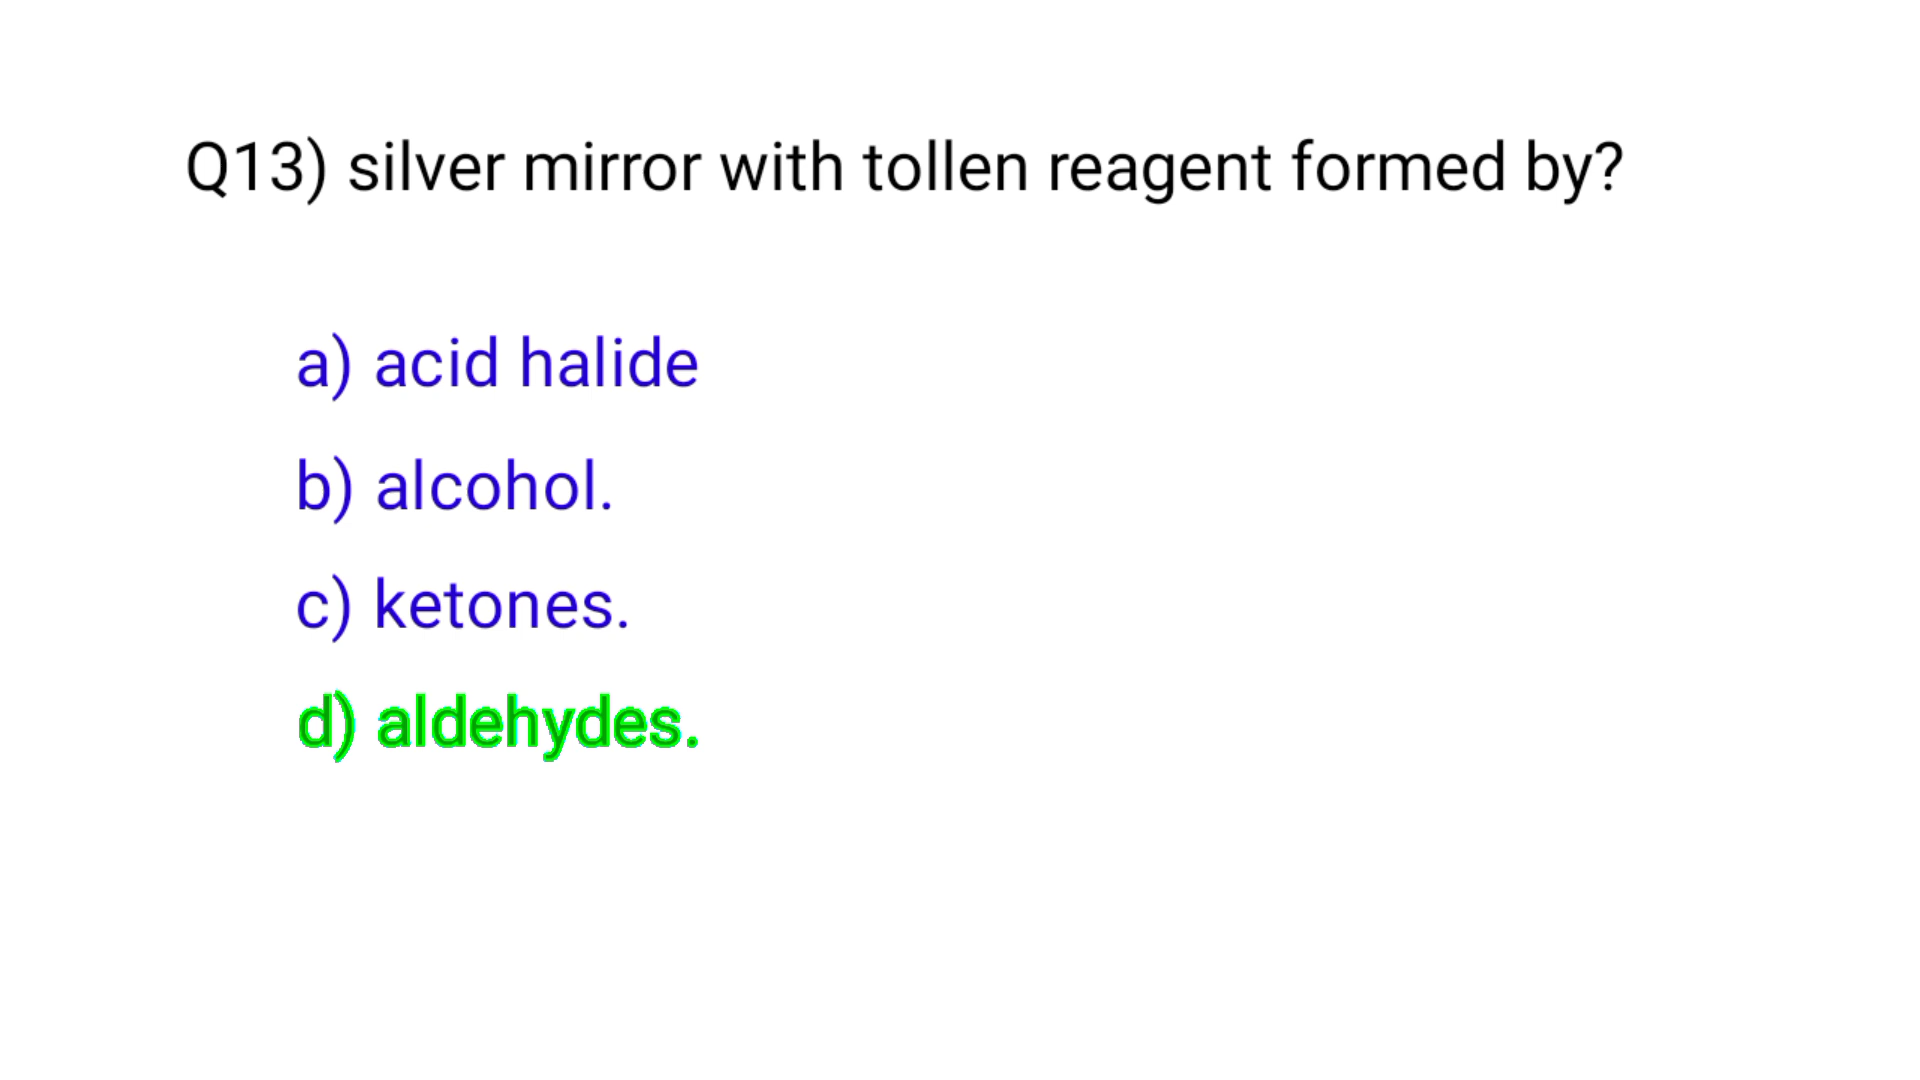 Q13) silver mirror with tollen reagent formed by?
a) acid halide
b) alcohol.
c) ketones.
d) aldehydes.